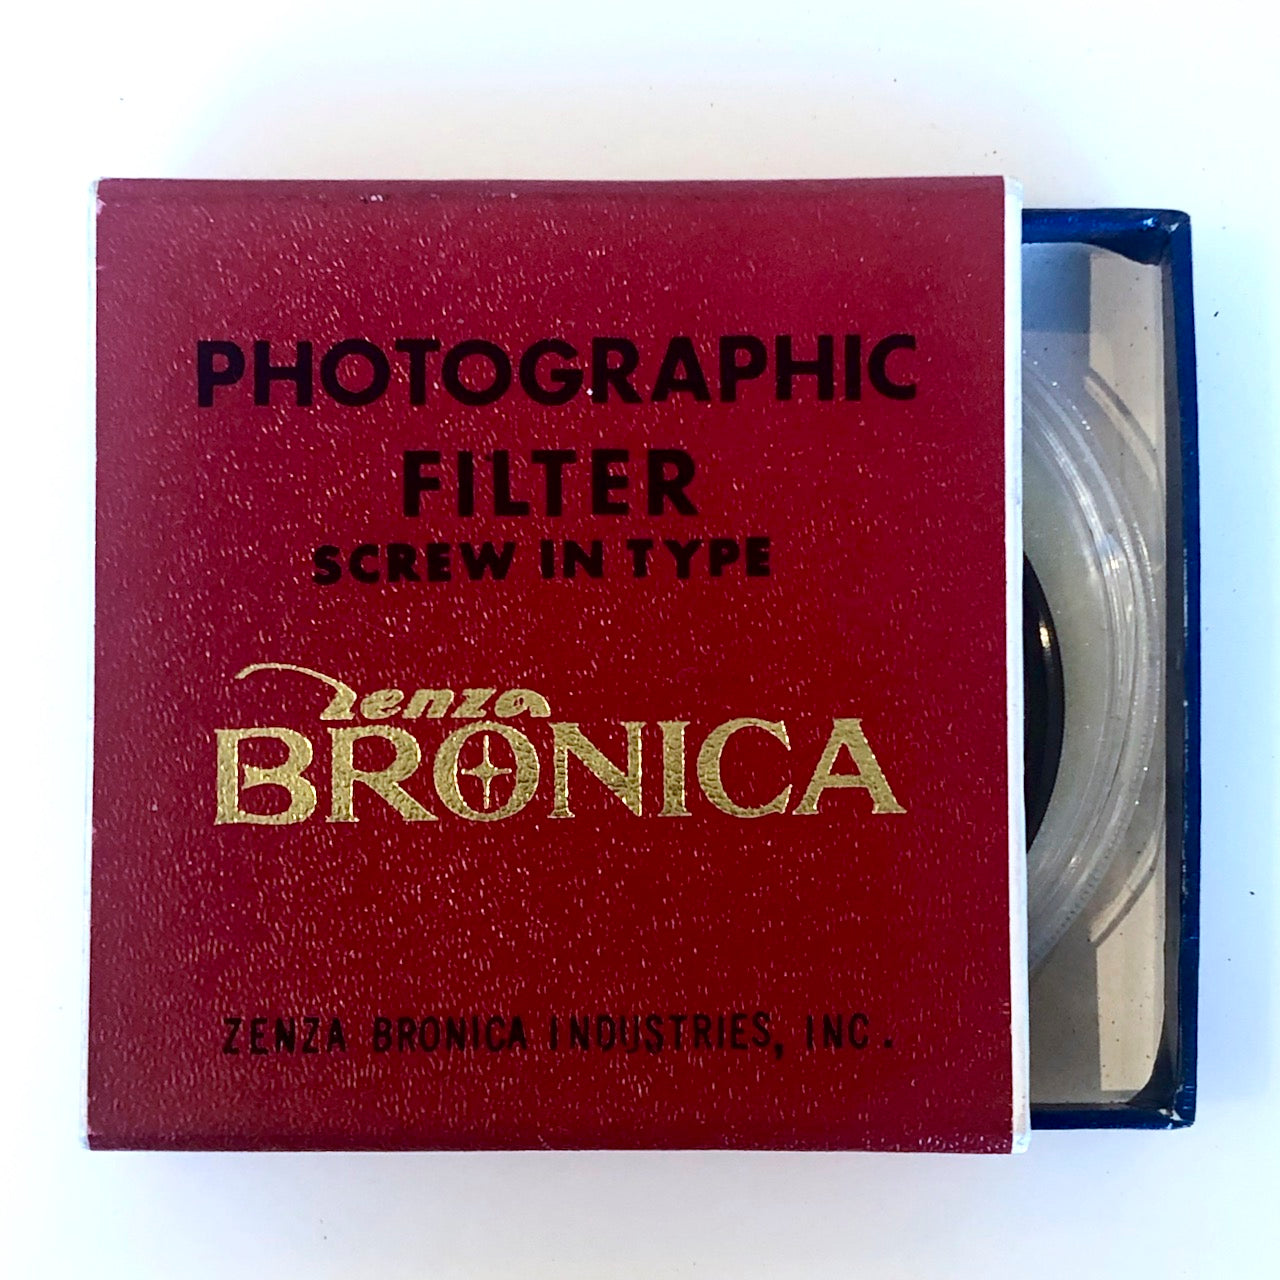 PHOTOGRAPHIC
FILTER
SCREW IN TYPE
Zenza
BRONICA
ZENZA BRONICA INDUSTRIES, INC.